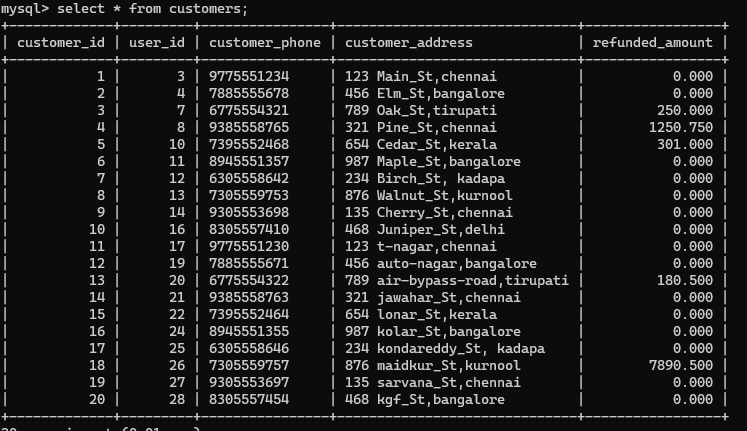 mysql> select * from customers;
+-------------+---------+----------------+------------------------------+-----------------+
| customer_id | user_id | customer_phone | customer_address             | refunded_amount |
+-------------+---------+----------------+------------------------------+-----------------+
|           1 |       3 | 9775551234     | 123 Main_St,chennai          |           0.000 |
|           2 |       4 | 7885555678     | 456 Elm_St,bangalore         |           0.000 |
|           3 |       7 | 6775554321     | 789 Oak_St,tirupati          |         250.000 |
|           4 |       8 | 9385558765     | 321 Pine_St,chennai          |        1250.750 |
|           5 |      10 | 7395552468     | 654 Cedar_St,kerala          |         301.000 |
|           6 |      11 | 8945551357     | 987 Maple_St,bangalore       |           0.000 |
|           7 |      12 | 6305558642     | 234 Birch_St, kadapa         |           0.000 |
|           8 |      13 | 7305559753     | 876 Walnut_St,kurnool        |           0.000 |
|           9 |      14 | 9305553698     | 135 Cherry_St,chennai        |           0.000 |
|          10 |      16 | 8305557410     | 468 Juniper_St,delhi         |           0.000 |
|          11 |      17 | 9775551230     | 123 t-nagar,chennai          |           0.000 |
|          12 |      19 | 7885555671     | 456 auto-nagar,bangalore     |           0.000 |
|          13 |      20 | 6775554322     | 789 air-bypass-road,tirupati |         180.500 |
|          14 |      21 | 9385558763     | 321 jawahar_St,chennai       |           0.000 |
|          15 |      22 | 7395552464     | 654 lonar_St,kerala          |           0.000 |
|          16 |      24 | 8945551355     | 987 kolar_St,bangalore       |           0.000 |
|          17 |      25 | 6305558646     | 234 kondareddy_St, kadapa    |           0.000 |
|          18 |      26 | 7305559757     | 876 maidkur_St,kurnool       |        7890.500 |
|          19 |      27 | 9305553697     | 135 sarvana_St,chennai       |           0.000 |
|          20 |      28 | 8305557454     | 468 kgf_St,bangalore         |           0.000 |
+-------------+---------+----------------+------------------------------+-----------------+